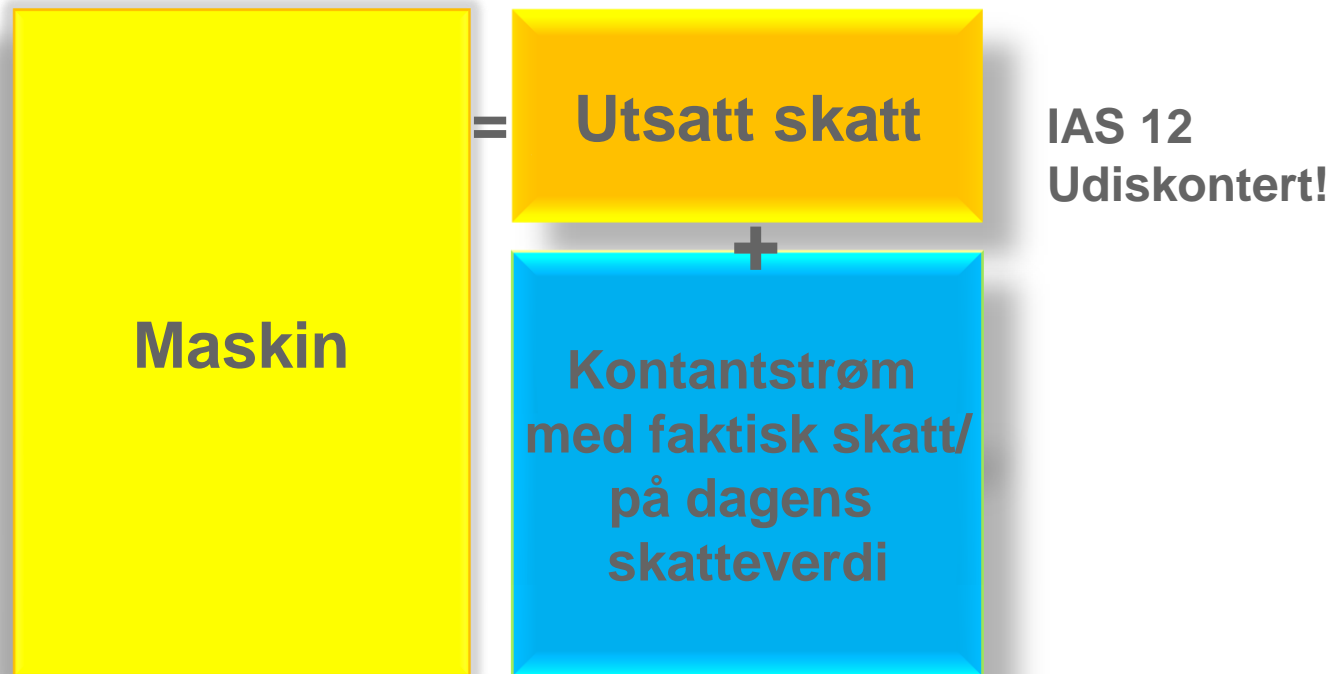 Maskin
=
Utsatt skatt
+
Kontantstrøm
med faktisk skatt/
på dagens
skatteverdi
IAS 12
Udiskontert!